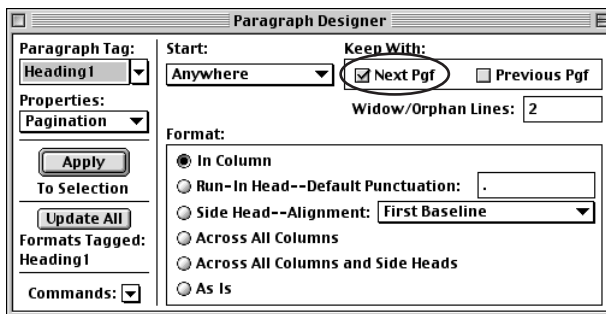 Paragraph Designer
Paragraph Tag:
Heading1
Properties:
Pagination
Apply
To Selection
Update All
Formats Tagged:
Heading1
Commands:
Start:
Anywhere
Keep With:
Next Pgf
Previous Pgf
Widow/Orphan Lines: 2
Format:
In Column
Run-In Head--Default Punctuation: .
Side Head--Alignment: First Baseline
Across All Columns
Across All Columns and Side Heads
As Is